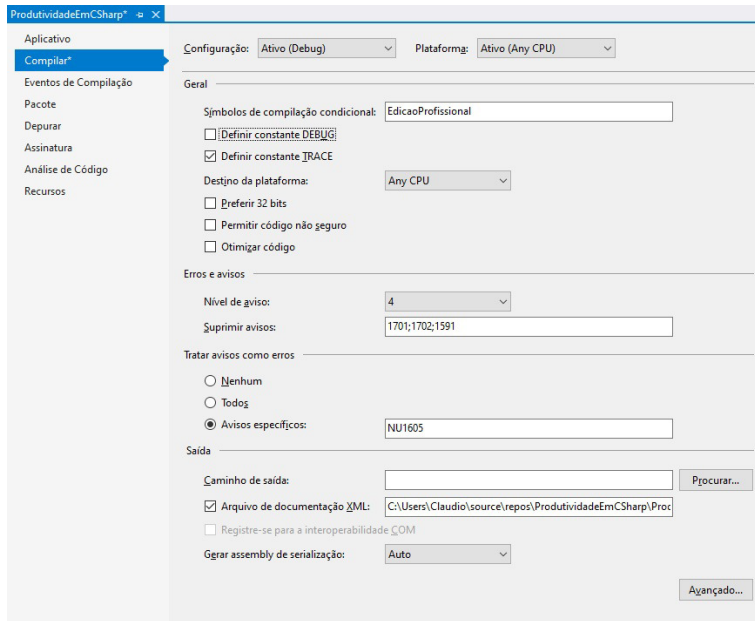 ProdutividadeEmCSharp*
Aplicativo
Compilar*
Eventos de Compilação
Pacote
Depurar
Assinatura
Análise de Código
Recursos
Configuração: Ativo (Debug) Plataforma: Ativo (Any CPU)
Geral
Símbolos de compilação condicional: EdicaoProfissional
Definir constante DEBUG
Definir constante TRACE
Destino da plataforma: Any CPU
Preferir 32 bits
Permitir código não seguro
Otimizar código
Erros e avisos
Nível de aviso: 4
Suprimir avisos: 1701;1702;1591
Tratar avisos como erros
Nenhum
Todos
Avisos específicos: NU1605
Saída
Caminho de saída: Procurar...
Arquivo de documentação XML: C:\Users\Claudio\source\repos\ProdutividadeEmCSharp\Proc
Registre-se para a interoperabilidade COM
Gerar assembly de serialização: Auto
Avançado...